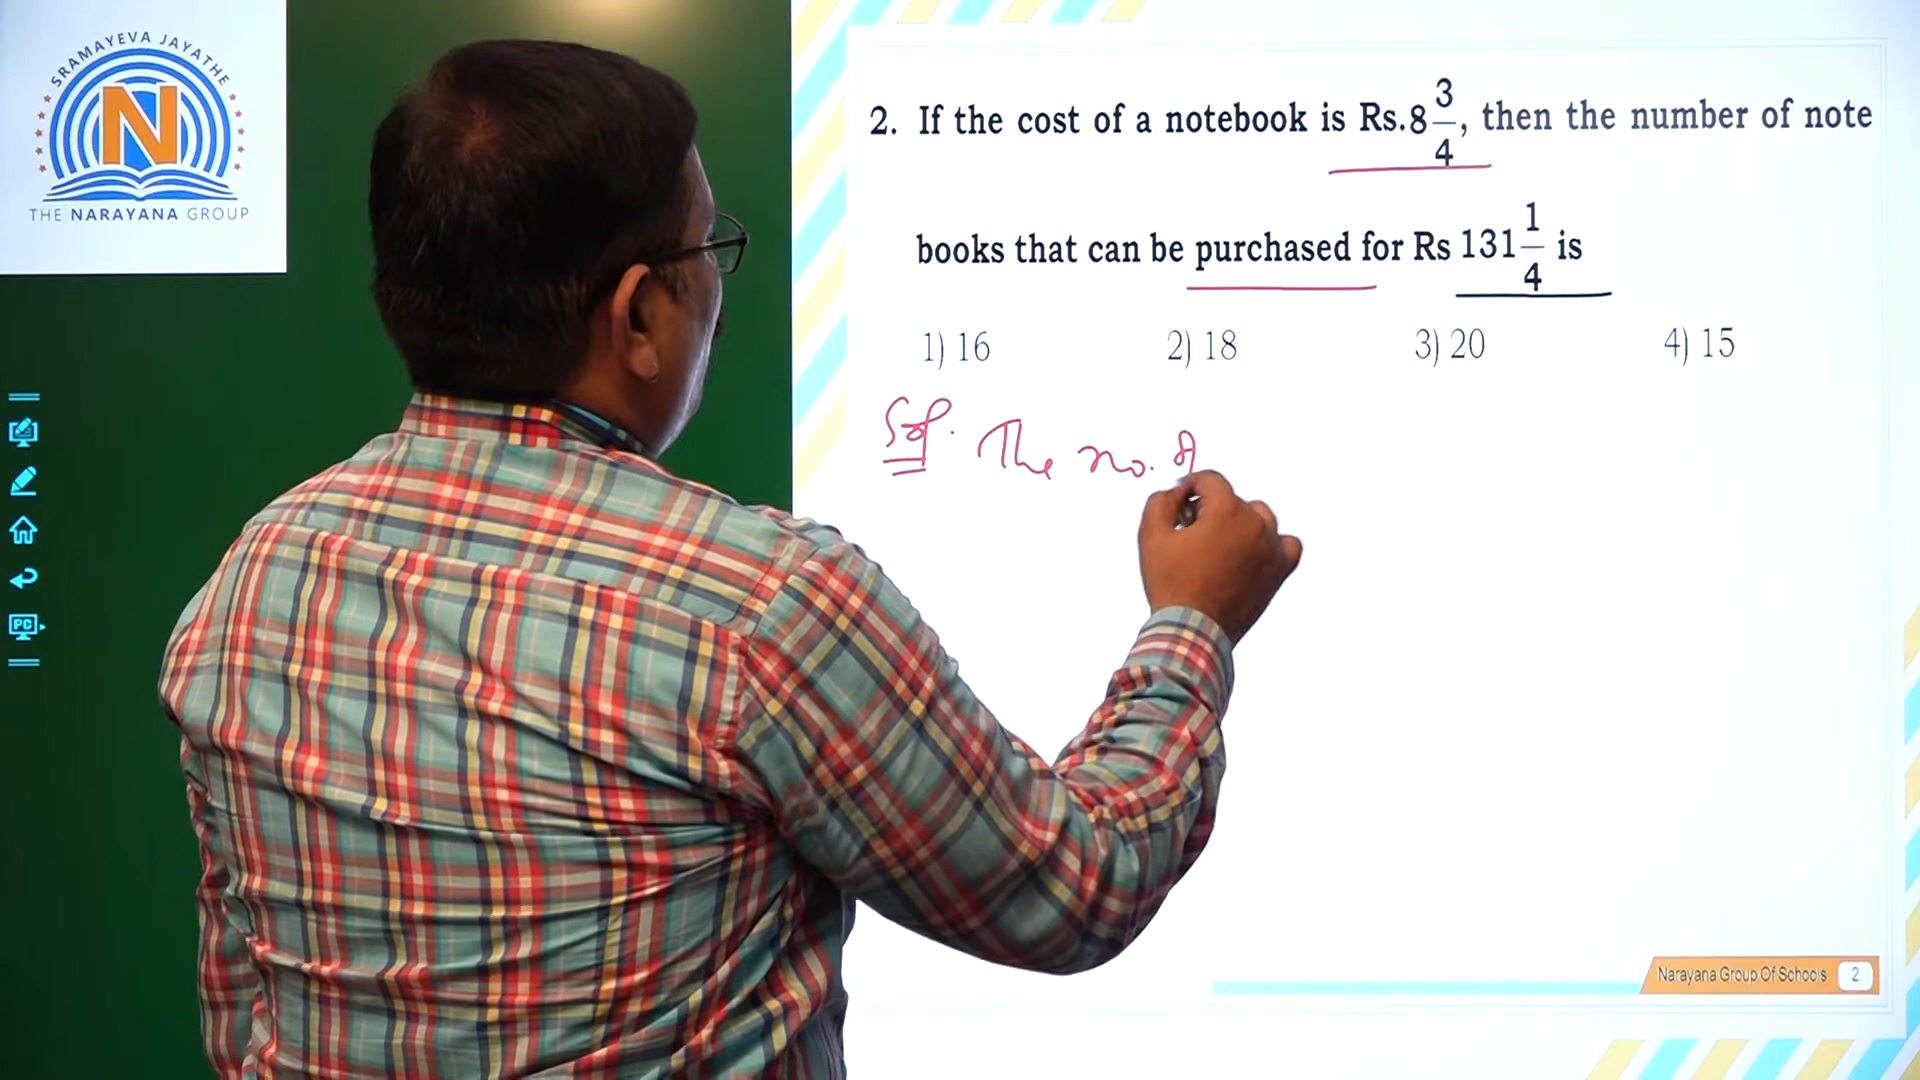 SRAMAYEVA JAYATHE
N
THE NARAYANA GROUP
2. If the cost of a notebook is Rs.8 3/4, then the number of note
books that can be purchased for Rs 131 1/4 is
1) 16 2) 18 3) 20 4) 15
Sol. The no. of
PC
Narayana Group Of Schools 2